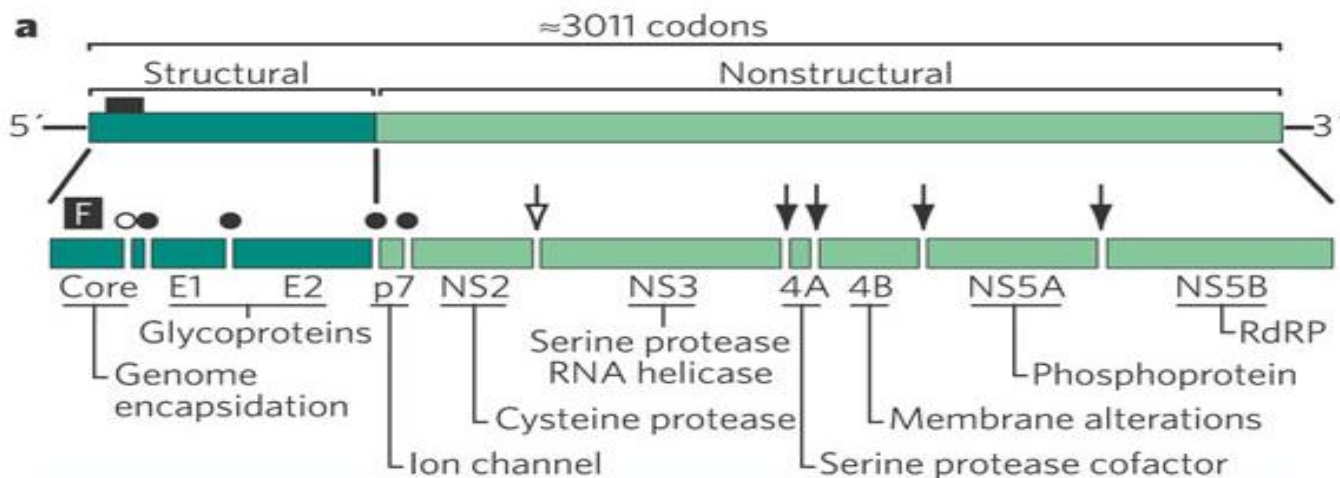 a
≈3011 codons
Structural Nonstructural
5´ 3´
F
Core E1 E2 p7 NS2 NS3 4A 4B NS5A NS5B
Glycoproteins
Serine protease
RNA helicase
RdRP
Genome
encapsidation
Phosphoprotein
Cysteine protease
Membrane alterations
Ion channel
Serine protease cofactor